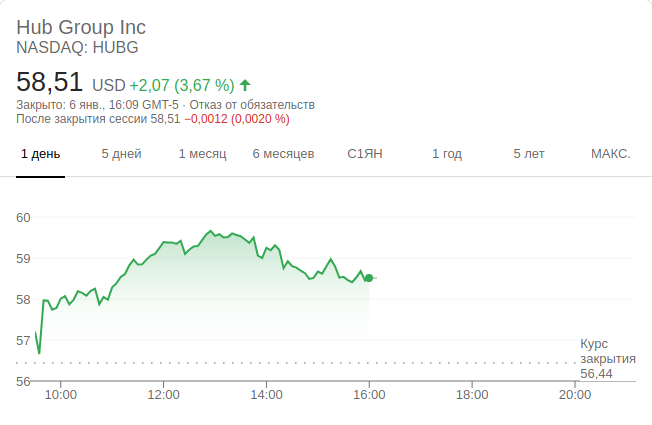 Hub Group Inc
NASDAQ: HUBG
58,51 USD +2,07 (3,67 %) ↑
Закрыто: 6 янв., 16:09 GMT-5 · Отказ от обязательств
После закрытия сессии 58,51 −0,0012 (0,0020 %)
1 день 5 дней 1 месяц 6 месяцев С1ЯН 1 год 5 лет МАКС.
60
59
58
57
Курс
закрытия
56,44
56
10:00 12:00 14:00 16:00 18:00 20:00